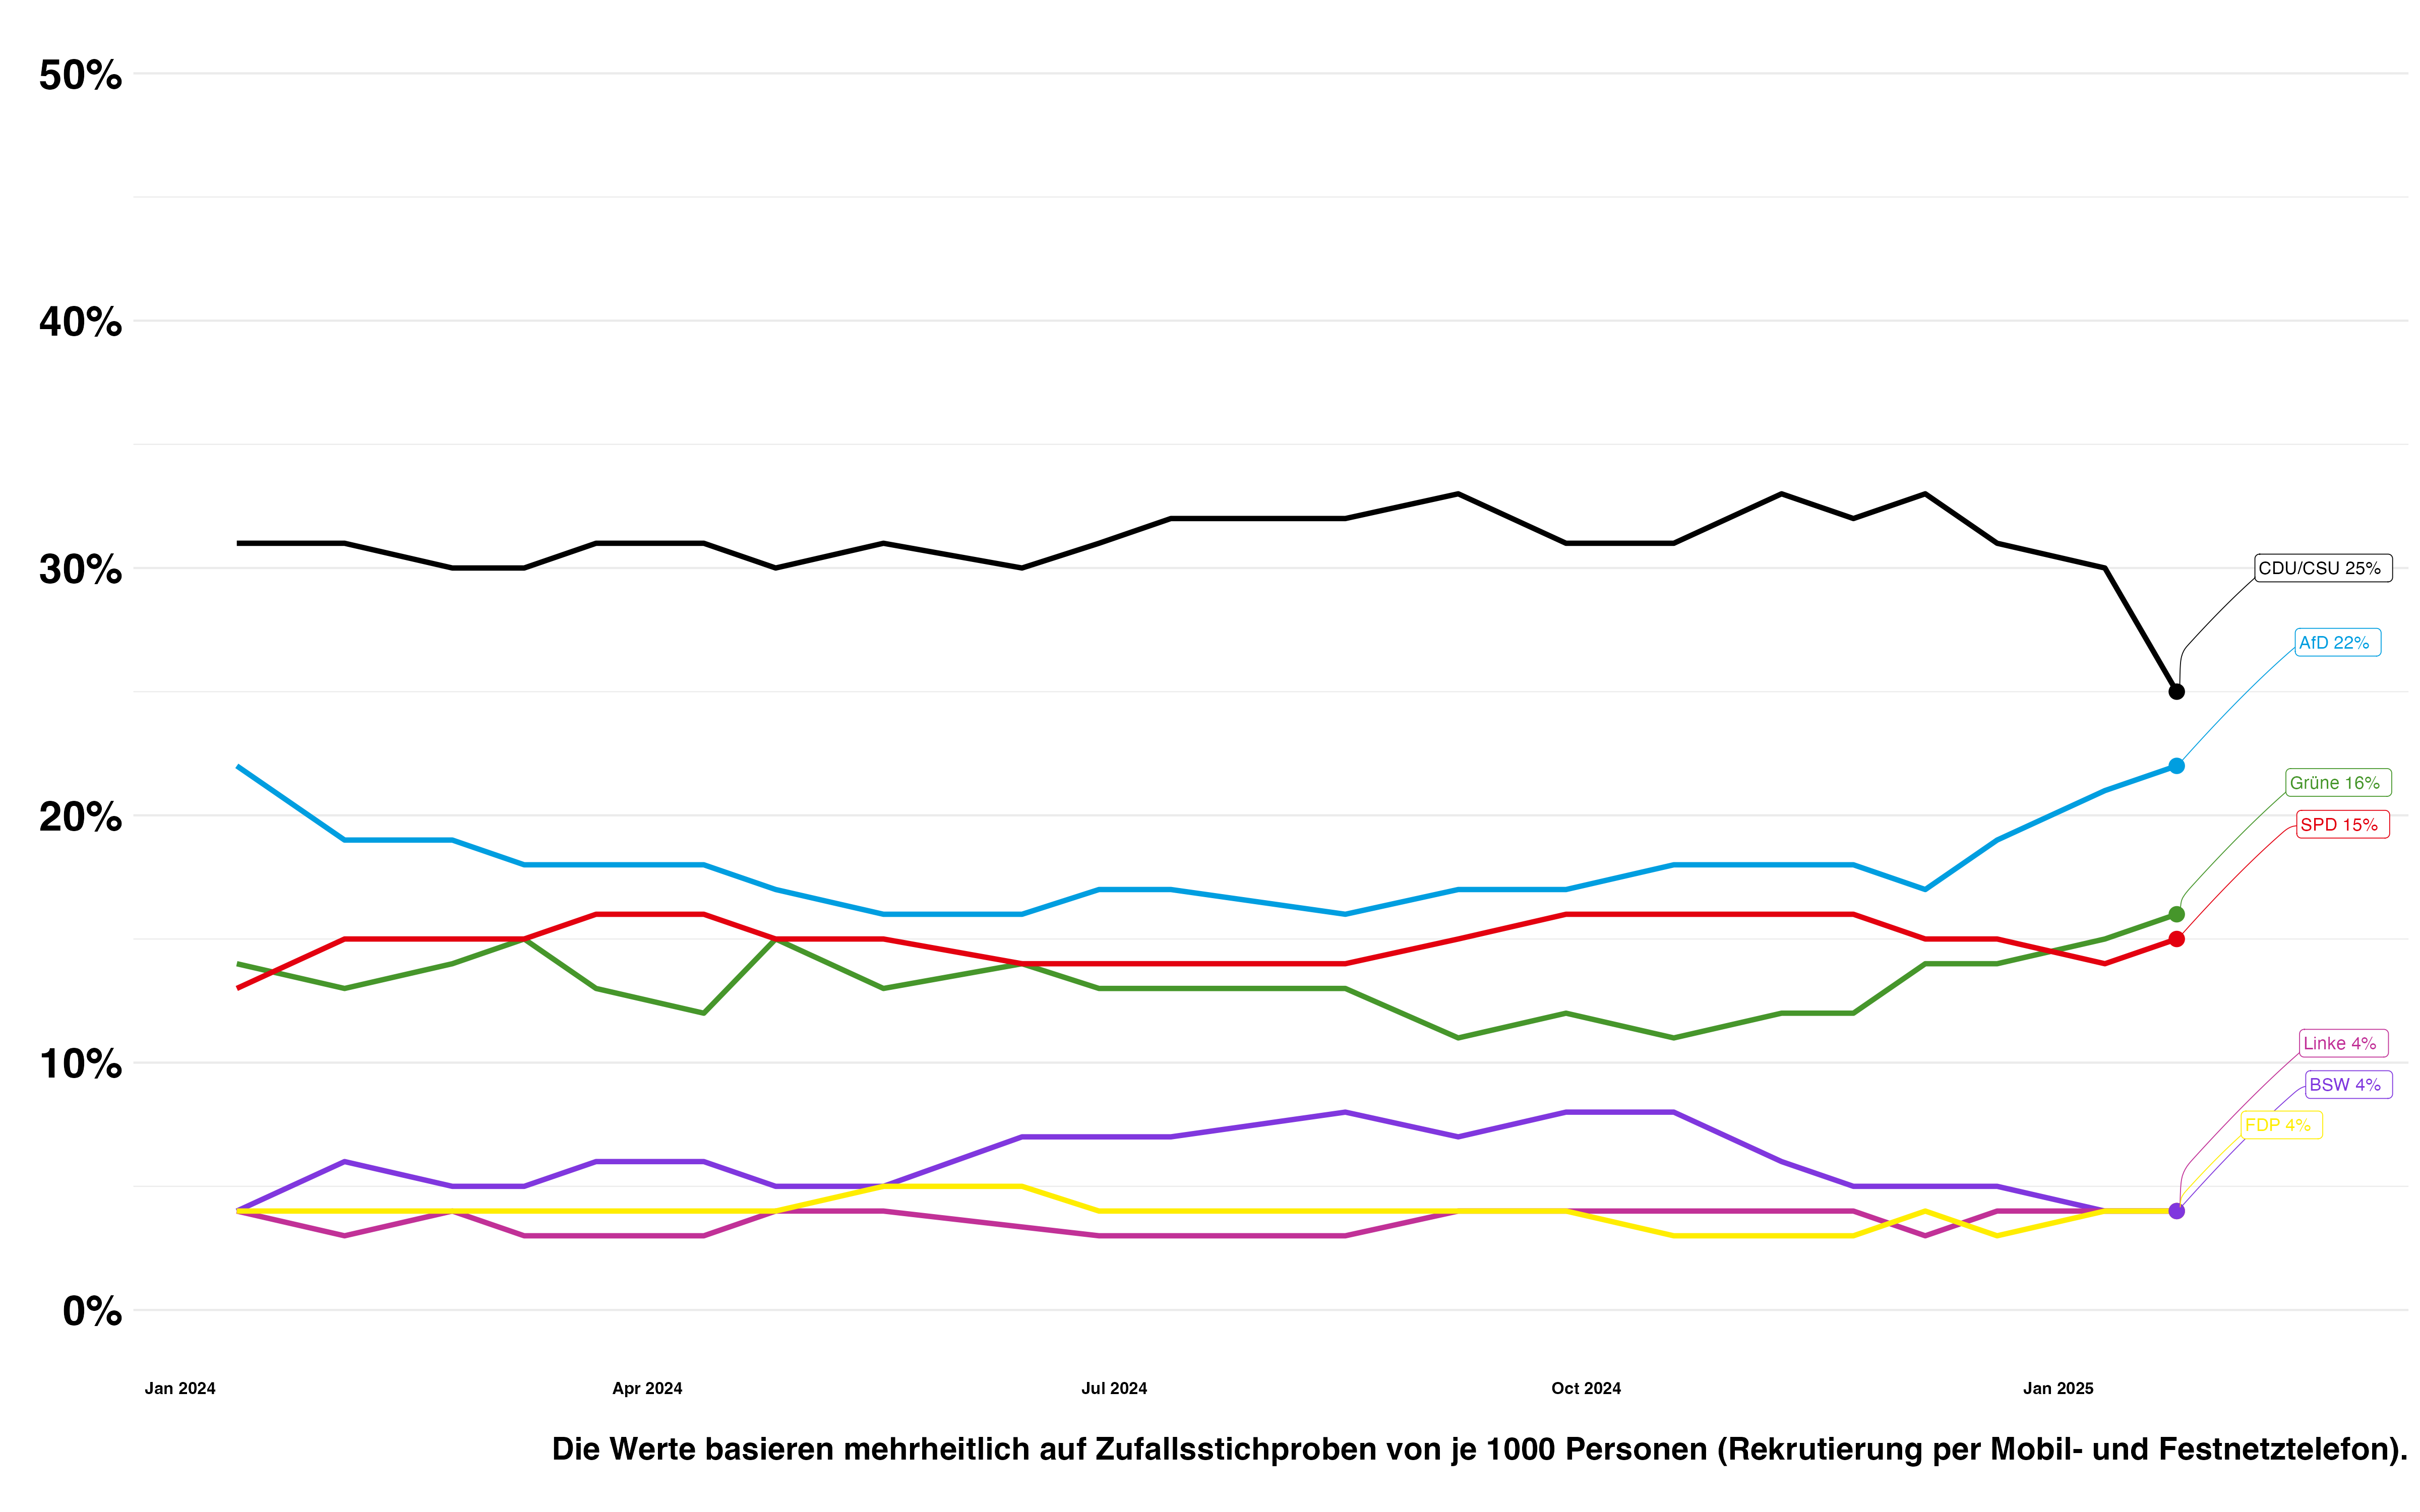 50%
40%
30%
20%
10%
0%
CDU/CSU 25%
AfD 22%
Grüne 16%
SPD 15%
Linke 4%
BSW 4%
FDP 4%
Jan 2024
Apr 2024
Jul 2024
Oct 2024
Jan 2025
Die Werte basieren mehrheitlich auf Zufallsstichproben von je 1000 Personen (Rekrutierung per Mobil- und Festnetztelefon).